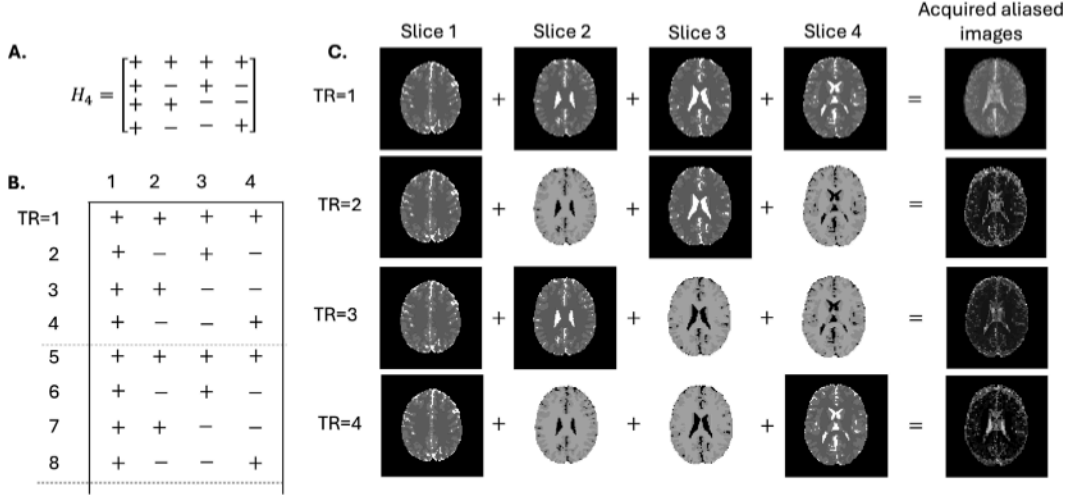 A.
H₄ =
+ + + +
+ − + −
+ + − −
+ − − +
B.
1 2 3 4
TR=1 + + + +
2 + − + −
3 + + − −
4 + − − +
5 + + + +
6 + − + −
7 + + − −
8 + − − +
C.
Slice 1 Slice 2 Slice 3 Slice 4 Acquired aliased
images
TR=1 + + + =
TR=2 + + + =
TR=3 + + + =
TR=4 + + + =